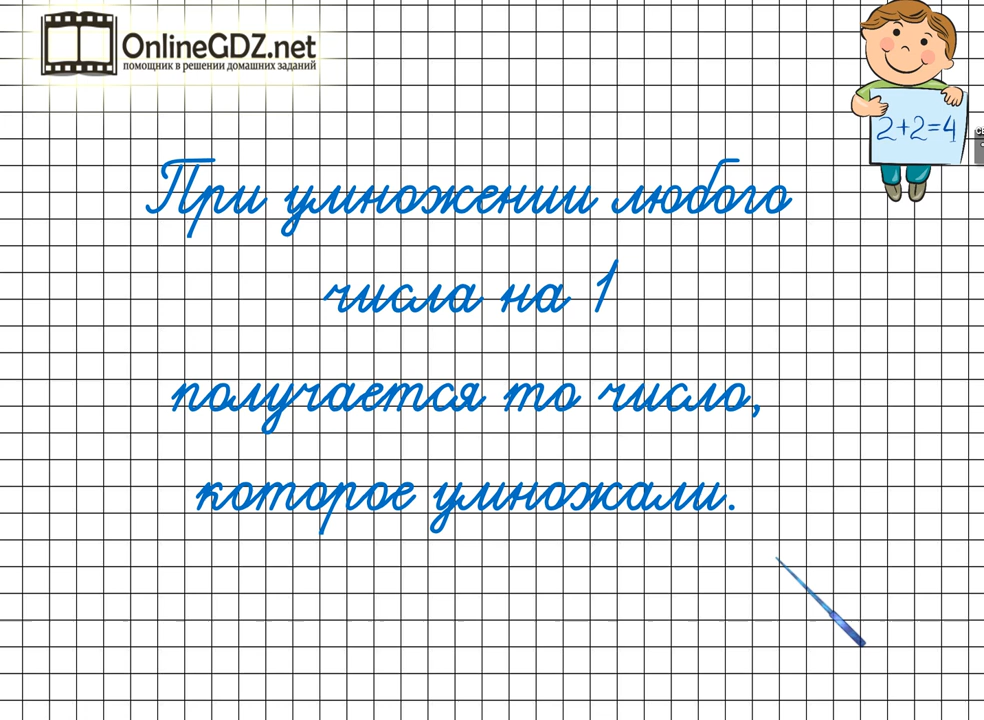 OnlineGDZ.net
помощник в решении домашних заданий
2+2=4
При умножении любого
числа на 1
получается то число,
которое умножали.